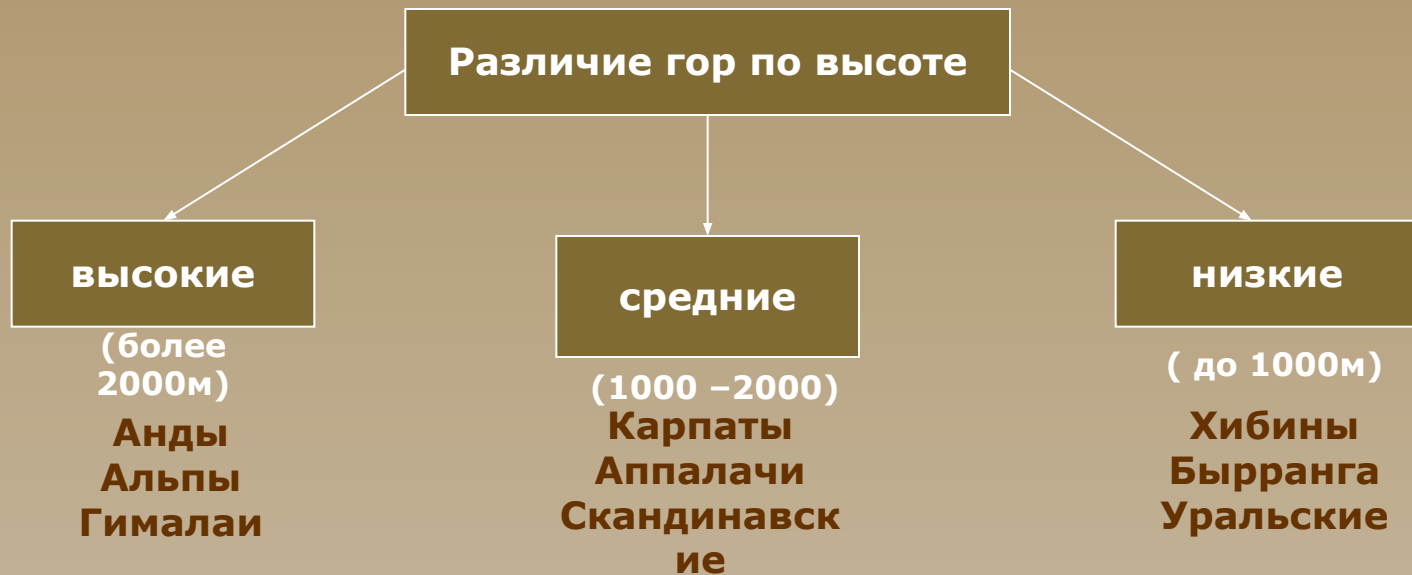 Различие гор по высоте
высокие
(более
2000м)
Анды
Альпы
Гималаи
средние
(1000 –2000)
Карпаты
Аппалачи
Скандинавск
ие
низкие
( до 1000м)
Хибины
Бырранга
Уральские